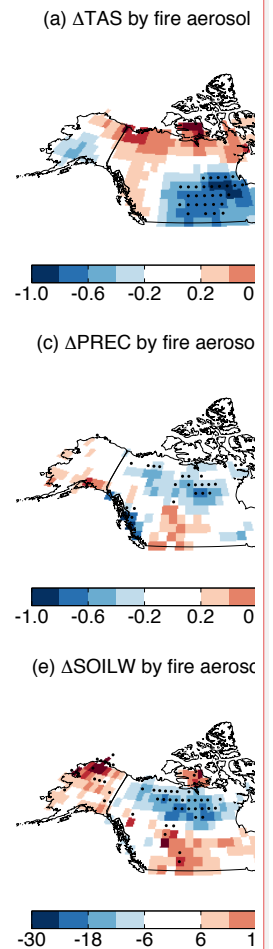 (a) ΔTAS by fire aerosol
-1.0 -0.6 -0.2 0.2 0
(c) ΔPREC by fire aeroso
-1.0 -0.6 -0.2 0.2 0
(e) ΔSOILW by fire aeros
-30 -18 -6 6 1